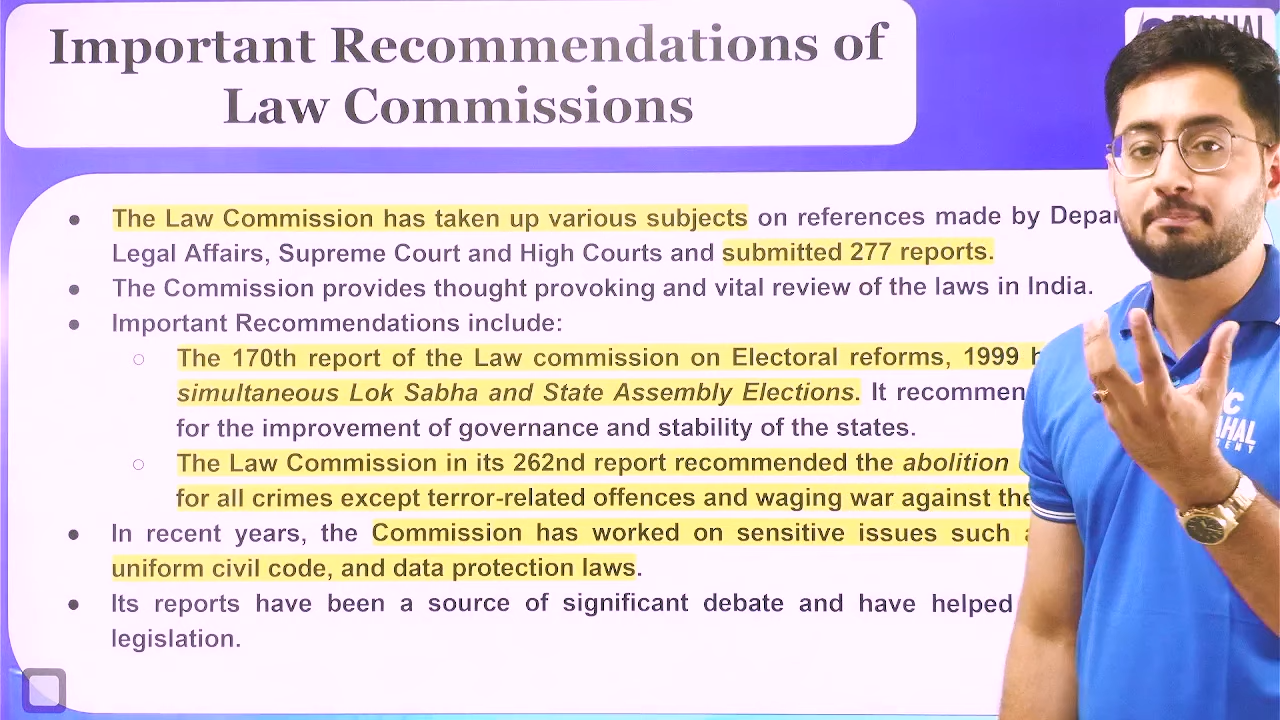 Important Recommendations of
Law Commissions
● The Law Commission has taken up various subjects on references made by
Legal Affairs, Supreme Court and High Courts and submitted 277 reports.
● The Commission provides thought provoking and vital review of the laws in India.
● Important Recommendations include:
○ The 170th report of the Law commission on Electoral reforms, 1999
simultaneous Lok Sabha and State Assembly Elections. It
for the improvement of governance and stability of the states.
○ The Law Commission in its 262nd report recommended the abolition
for all crimes except terror-related offences and waging war against the
● In recent years, the Commission has worked on sensitive issues such
uniform civil code, and data protection laws.
● Its reports have been a source of significant debate and have helped
legislation.